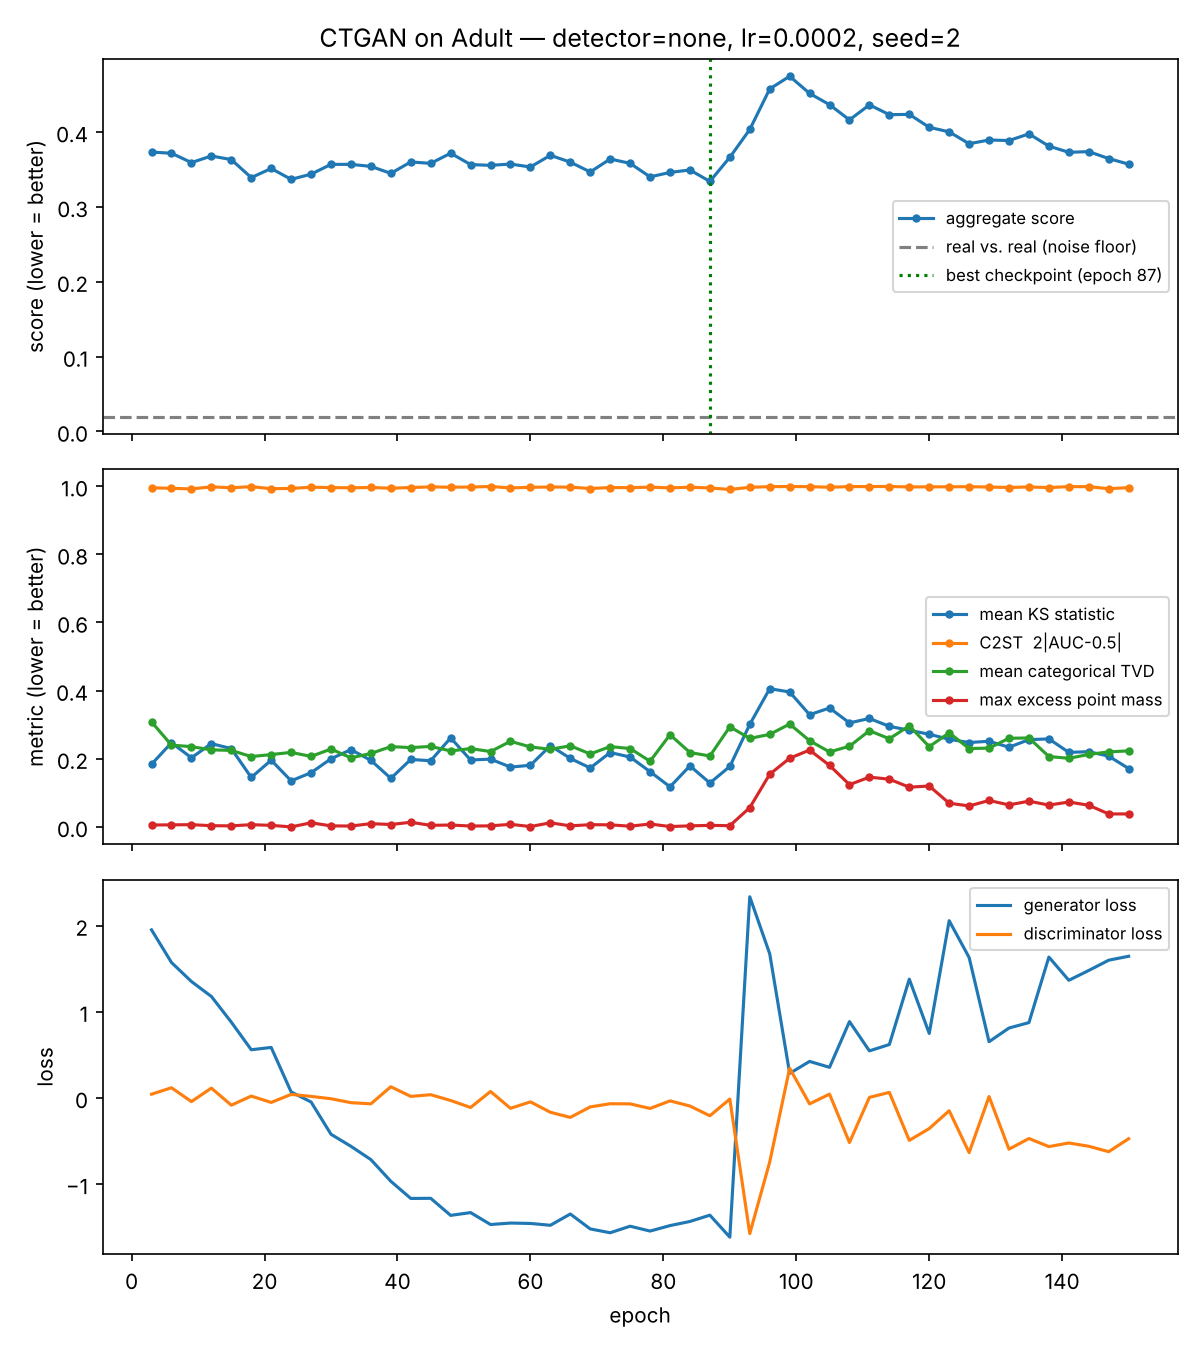 CTGAN on Adult — detector=none, lr=0.0002, seed=2
score (lower = better)
0.4
0.3
0.2
0.1
0.0
aggregate score
real vs. real (noise floor)
best checkpoint (epoch 87)
metric (lower = better)
1.0
0.8
0.6
0.4
0.2
0.0
mean KS statistic
C2ST 2|AUC-0.5|
mean categorical TVD
max excess point mass
loss
2
1
0
−1
generator loss
discriminator loss
0 20 40 60 80 100 120 140
epoch